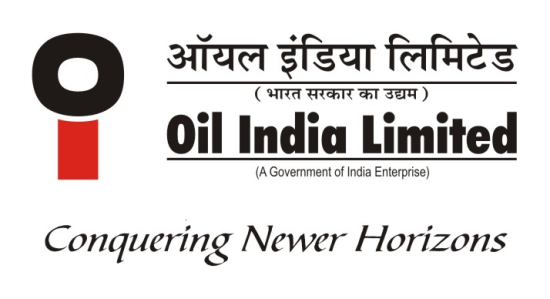 ऑयल इंडिया लिमिटेड
( भारत सरकार का उद्यम )
Oil India Limited
(A Government of India Enterprise)
Conquering Newer Horizons